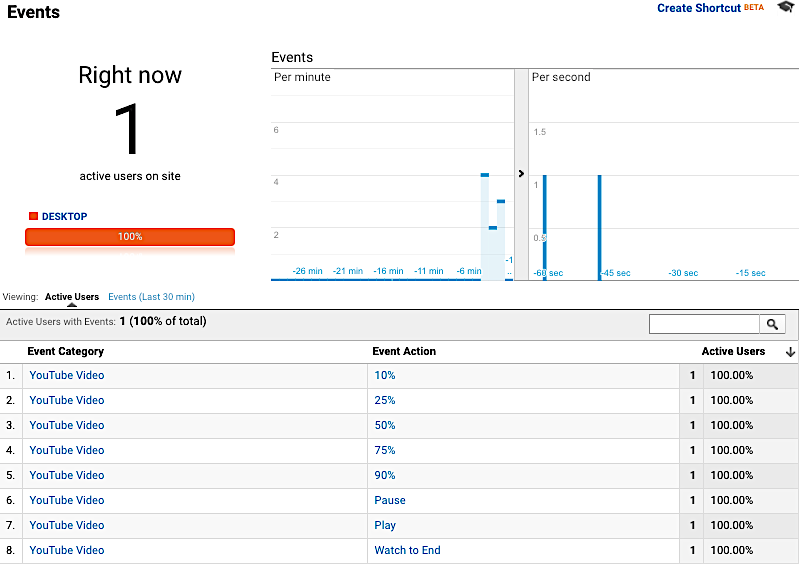 Events
Create Shortcut BETA
Right now
1
active users on site
DESKTOP
100%
Events
Per minute
Per second
6
4
2
1.5
1
0.5
-26 min -21 min -16 min -11 min -6 min -1
..
-60 sec -45 sec -30 sec -15 sec
Viewing: Active Users Events (Last 30 min)
Active Users with Events: 1 (100% of total)
Event Category Event Action Active Users
1. YouTube Video 10% 1 100.00%
2. YouTube Video 25% 1 100.00%
3. YouTube Video 50% 1 100.00%
4. YouTube Video 75% 1 100.00%
5. YouTube Video 90% 1 100.00%
6. YouTube Video Pause 1 100.00%
7. YouTube Video Play 1 100.00%
8. YouTube Video Watch to End 1 100.00%